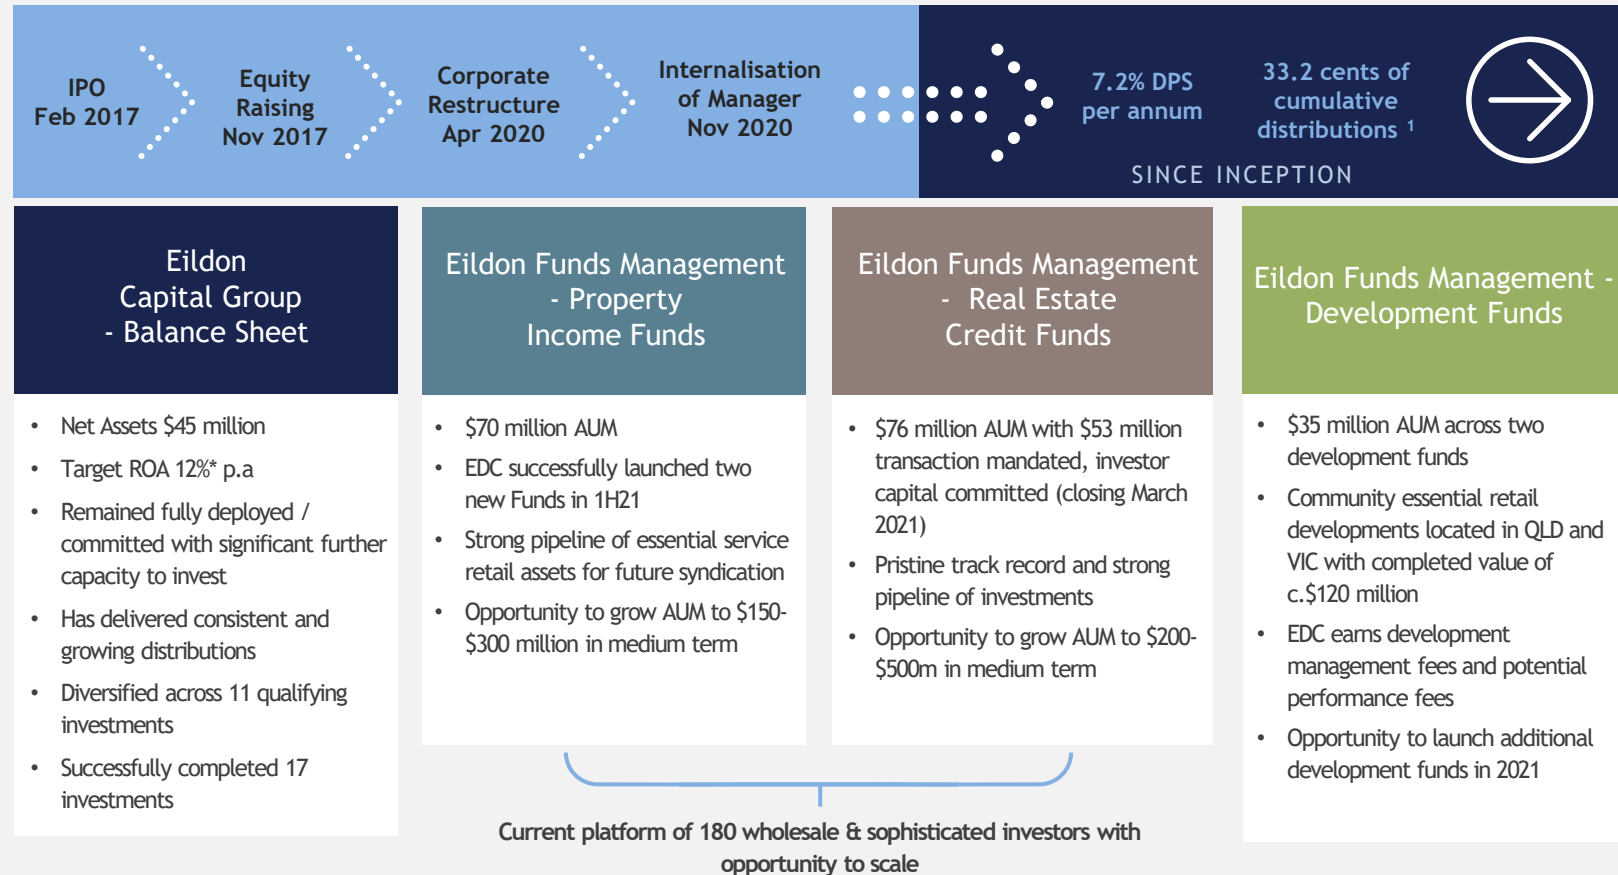 IPO
Feb 2017
Equity
Raising
Nov 2017
Corporate
Restructure
Apr 2020
Internalisation
of Manager
Nov 2020
7.2% DPS
per annum
33.2 cents of
cumulative
distributions 1
SINCE INCEPTION
Eildon
Capital Group
- Balance Sheet
• Net Assets $45 million
• Target ROA 12%* p.a
• Remained fully deployed /
committed with significant further
capacity to invest
• Has delivered consistent and
growing distributions
• Diversified across 11 qualifying
investments
• Successfully completed 17
investments
Eildon Funds Management
- Property
Income Funds
• $70 million AUM
• EDC successfully launched two
new Funds in 1H21
• Strong pipeline of essential service
retail assets for future syndication
• Opportunity to grow AUM to $150-
$300 million in medium term
Eildon Funds Management
- Real Estate
Credit Funds
• $76 million AUM with $53 million
transaction mandated, investor
capital committed (closing March
2021)
• Pristine track record and strong
pipeline of investments
• Opportunity to grow AUM to $200-
$500m in medium term
Eildon Funds Management -
Development Funds
• $35 million AUM across two
development funds
• Community essential retail
developments located in QLD and
VIC with completed value of
c.$120 million
• EDC earns development
management fees and potential
performance fees
• Opportunity to launch additional
development funds in 2021
Current platform of 180 wholesale & sophisticated investors with
opportunity to scale